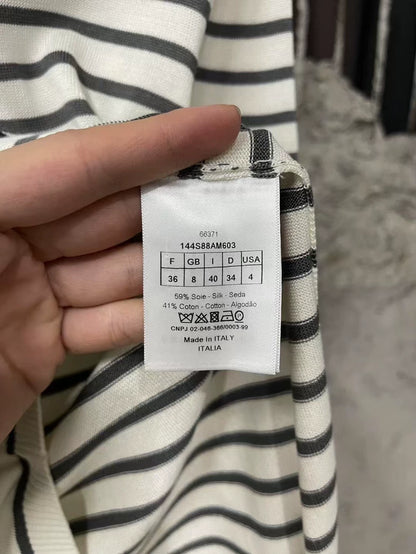 66371
144S88AM603
F GB I D USA
36 8 40 34 4
59% Soie - Silk - Seda
41% Coton - Cotton - Algodão
CNPJ 02-046-366/0003-99
Made in ITALY
ITALIA